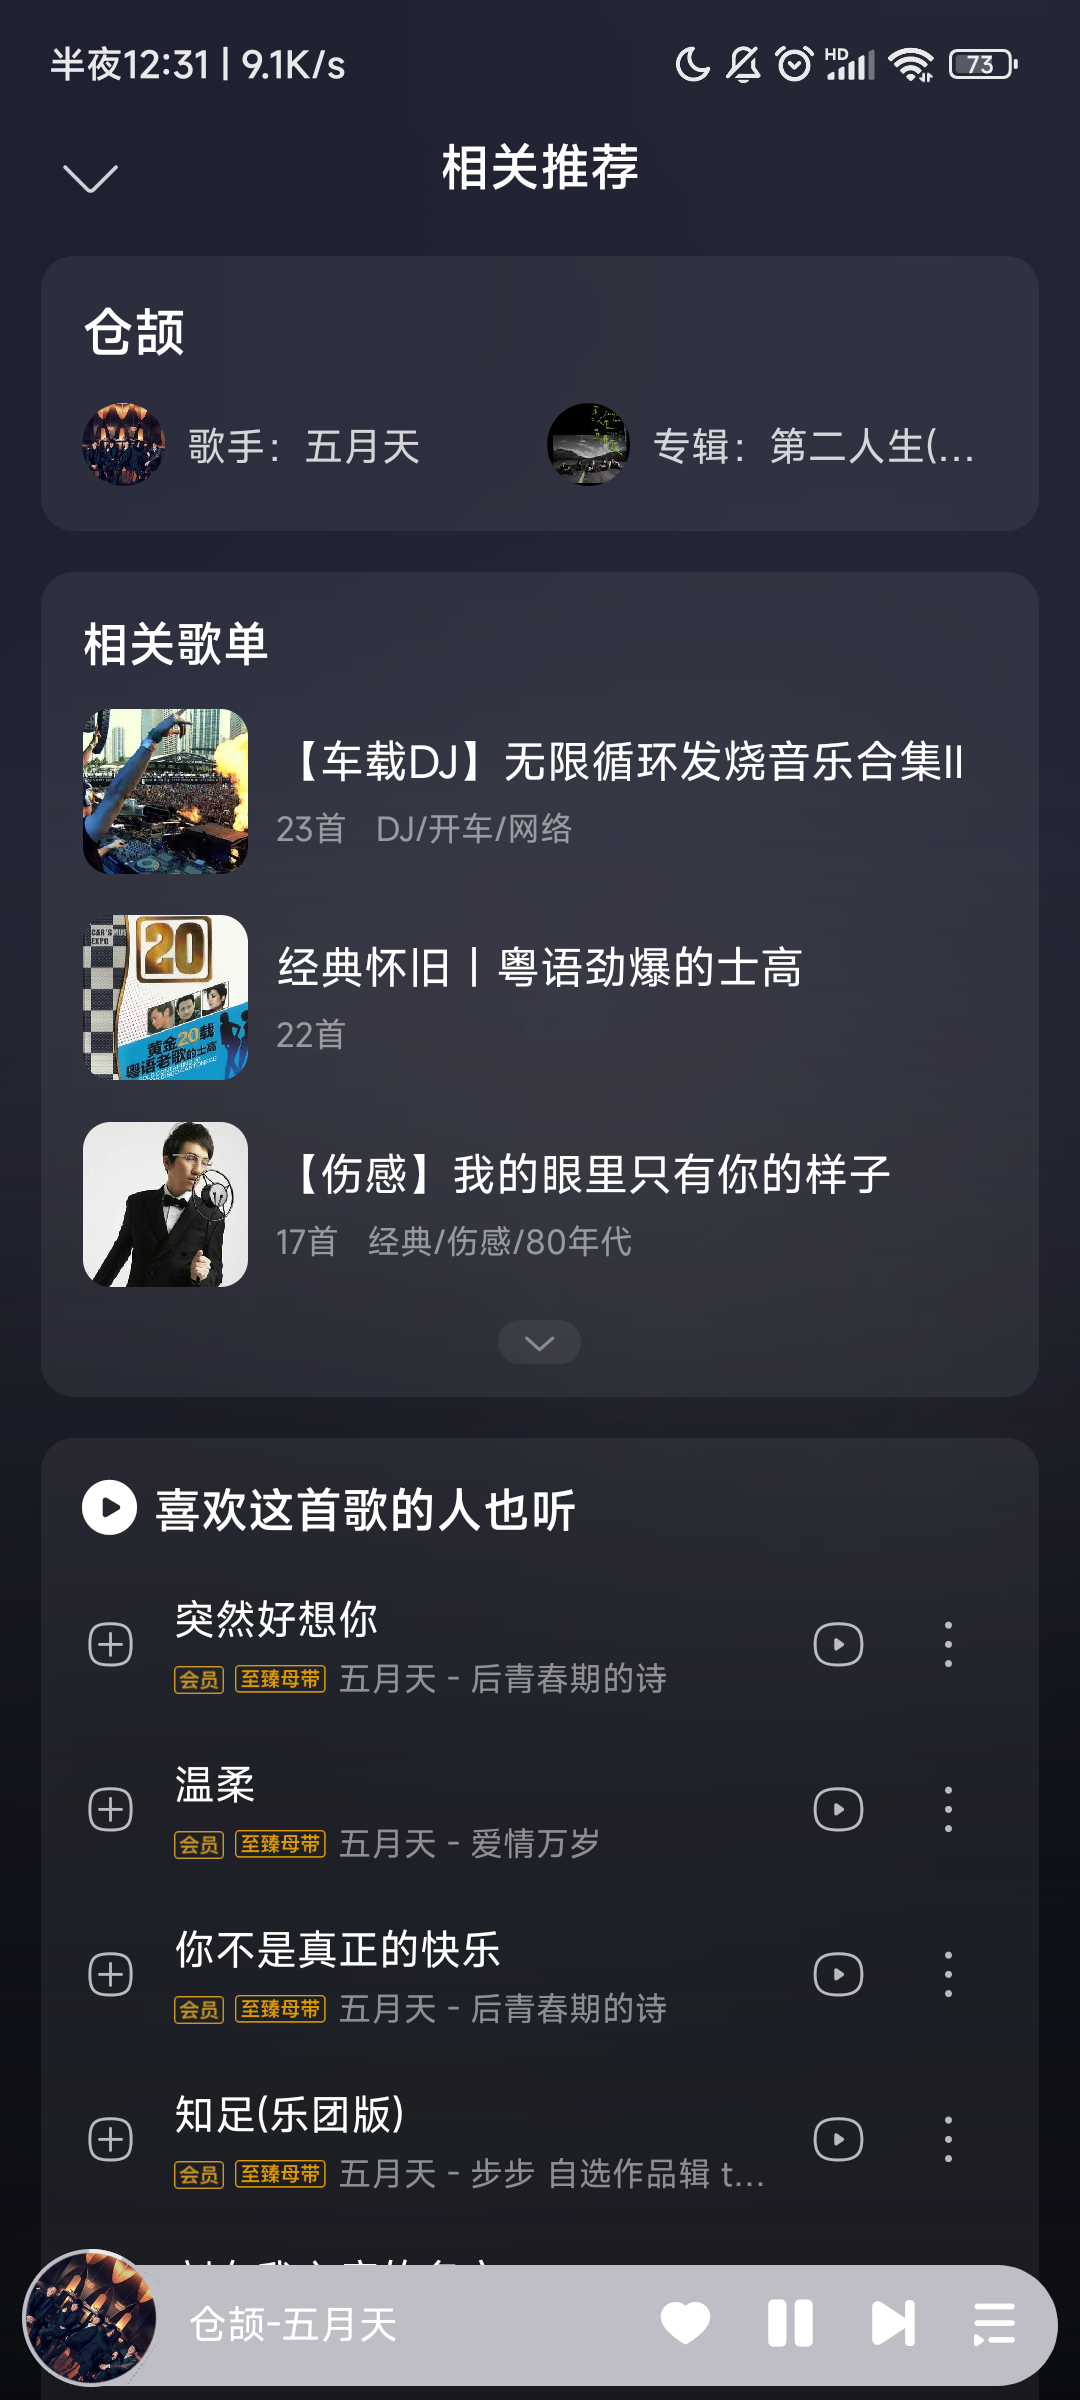 半夜12:31 | 9.1K/s
HD
73
相关推荐
仓颉
歌手：五月天
专辑：第二人生(...
相关歌单
【车载DJ】无限循环发烧音乐合集II
23首 DJ/开车/网络
CAR'S
EXPO
20
黄金20载
粤语老歌的士高
经典怀旧丨粤语劲爆的士高
22首
【伤感】我的眼里只有你的样子
17首 经典/伤感/80年代
喜欢这首歌的人也听
突然好想你
会员 至臻母带 五月天 - 后青春期的诗
温柔
会员 至臻母带 五月天 - 爱情万岁
你不是真正的快乐
会员 至臻母带 五月天 - 后青春期的诗
知足(乐团版)
会员 至臻母带 五月天 - 步步 自选作品辑 t...
仓颉-五月天